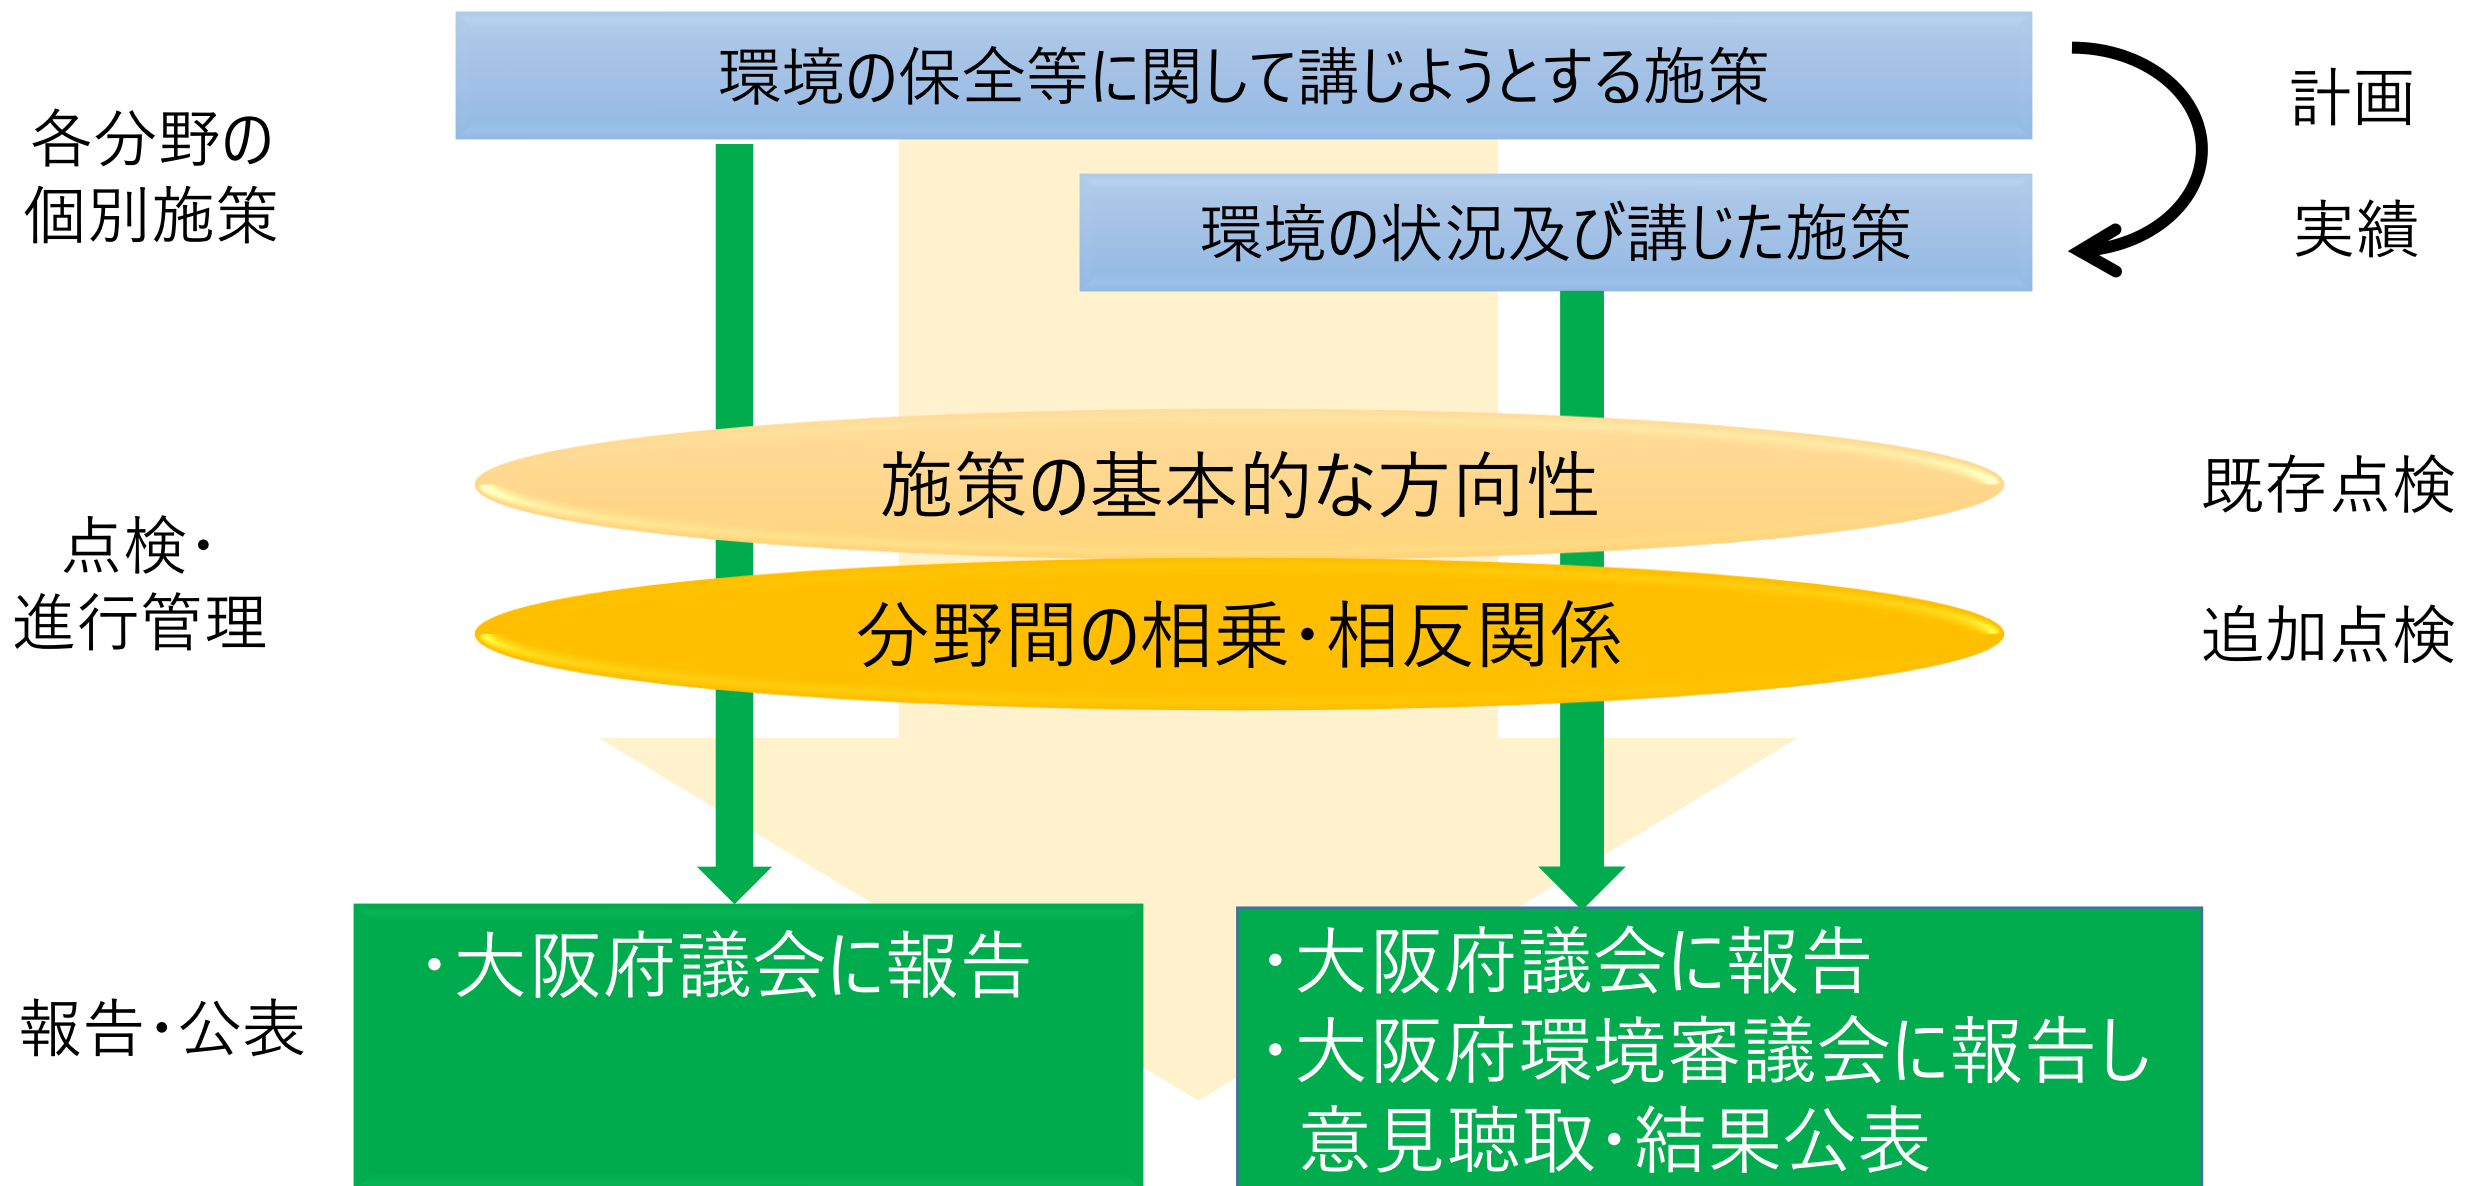 環境の保全等に関して講じようとする施策
計画
各分野の
個別施策
環境の状況及び講じた施策
実績
施策の基本的な方向性
既存点検
点検・
進行管理
分野間の相乗・相反関係
追加点検
報告・公表
・大阪府議会に報告
・大阪府議会に報告
・大阪府環境審議会に報告し
意見聴取・結果公表